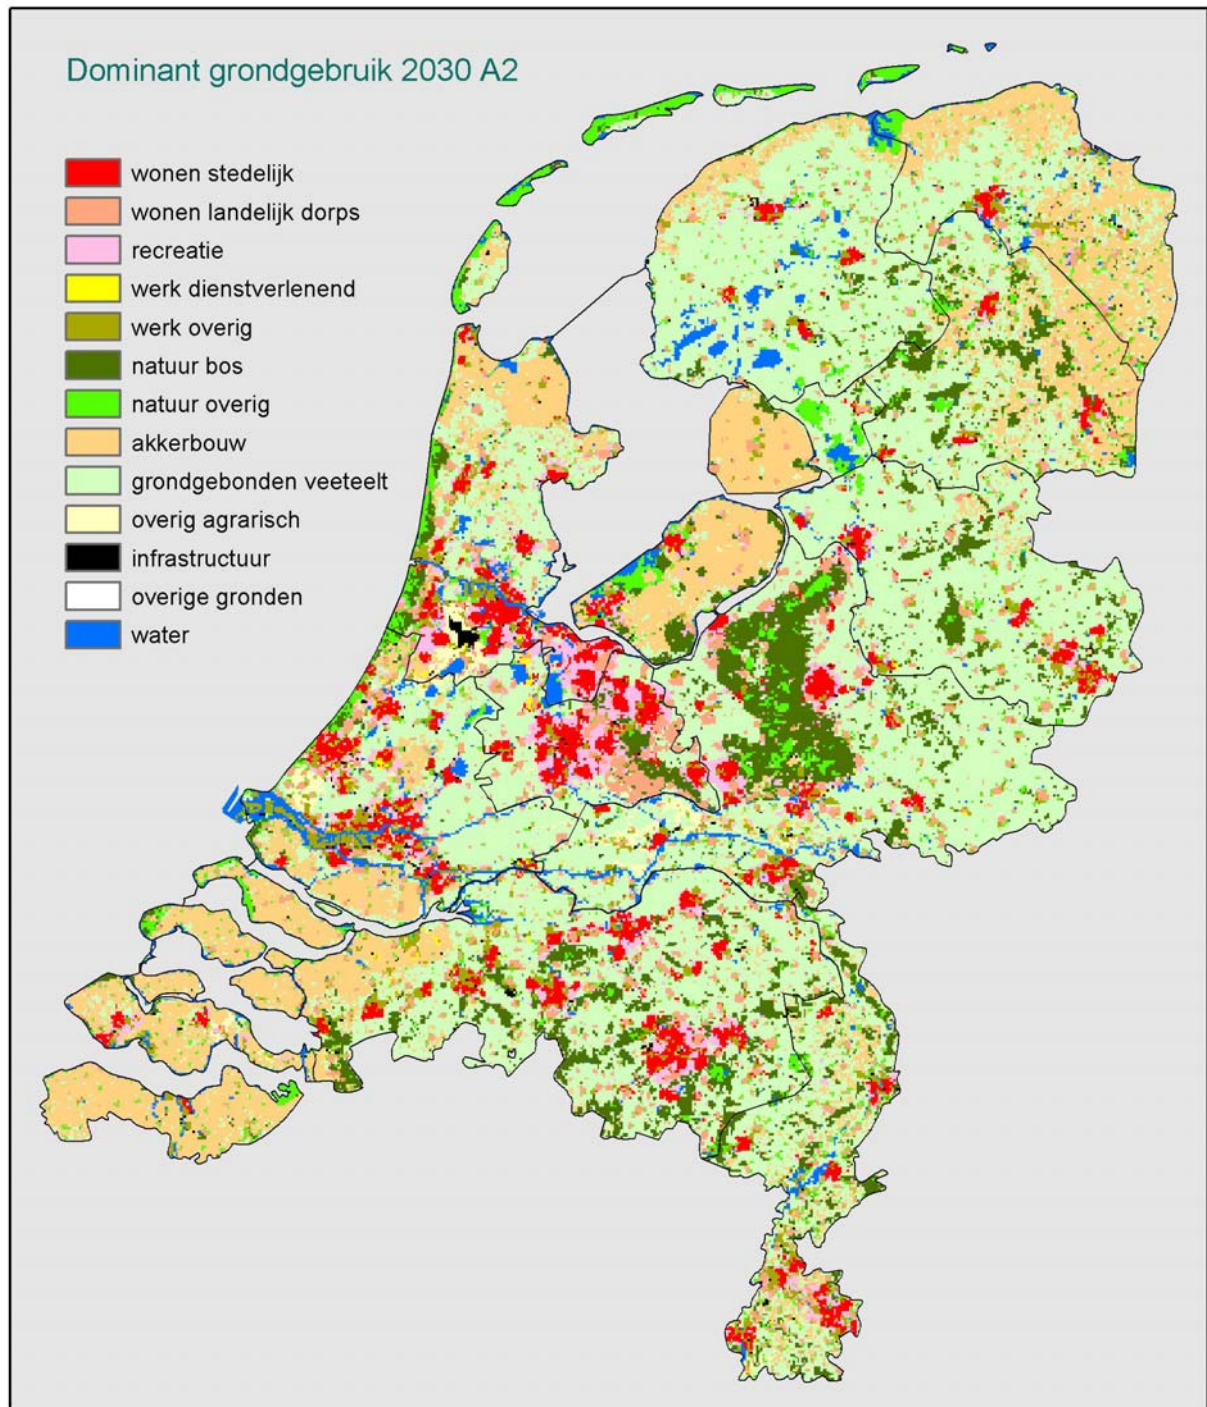 Dominant grondgebruik 2030 A2
wonen stedelijk
wonen landelijk dorps
recreatie
werk dienstverlenend
werk overig
natuur bos
natuur overig
akkerbouw
grondgebonden veeteelt
overig agrarisch
infrastructuur
overige gronden
water